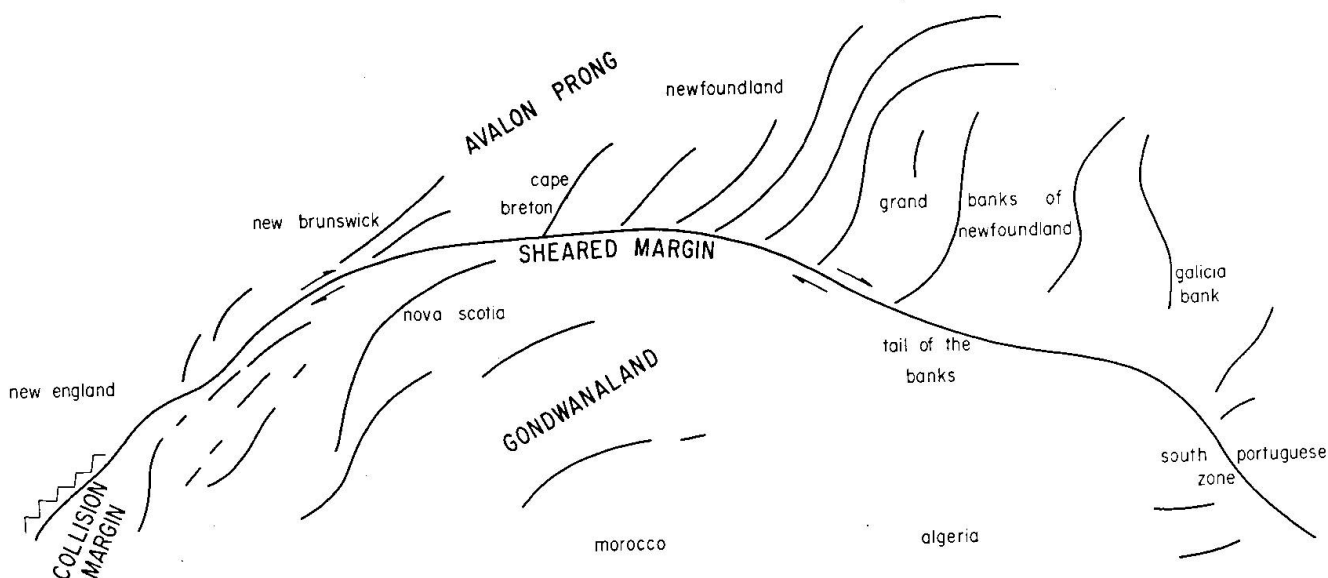 AVALON PRONG
newfoundland
cape
breton
new brunswick
grand banks of
newfoundland
SHEARED MARGIN
galicia
bank
nova scotia
tail of the
banks
new england
GONDWANALAND
south portuguese
zone
COLLISION
MARGIN
morocco
algeria